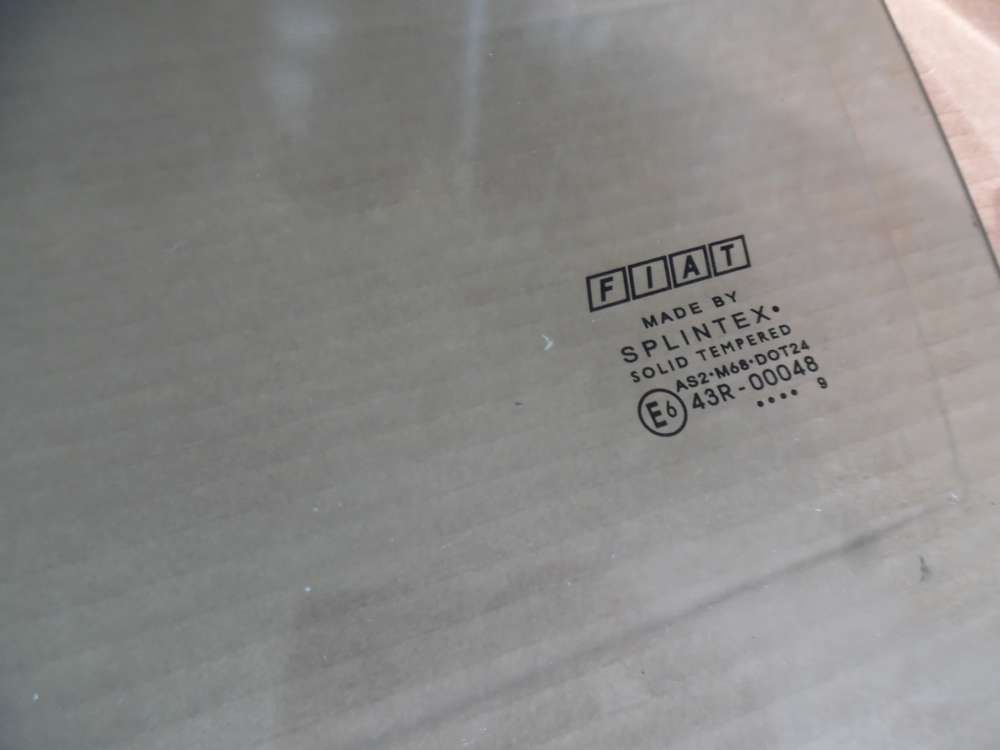 FIAT
MADE BY
SPLINTEX•
SOLID TEMPERED
AS2•M68•DOT24
E6 43R-00048
•••• 9